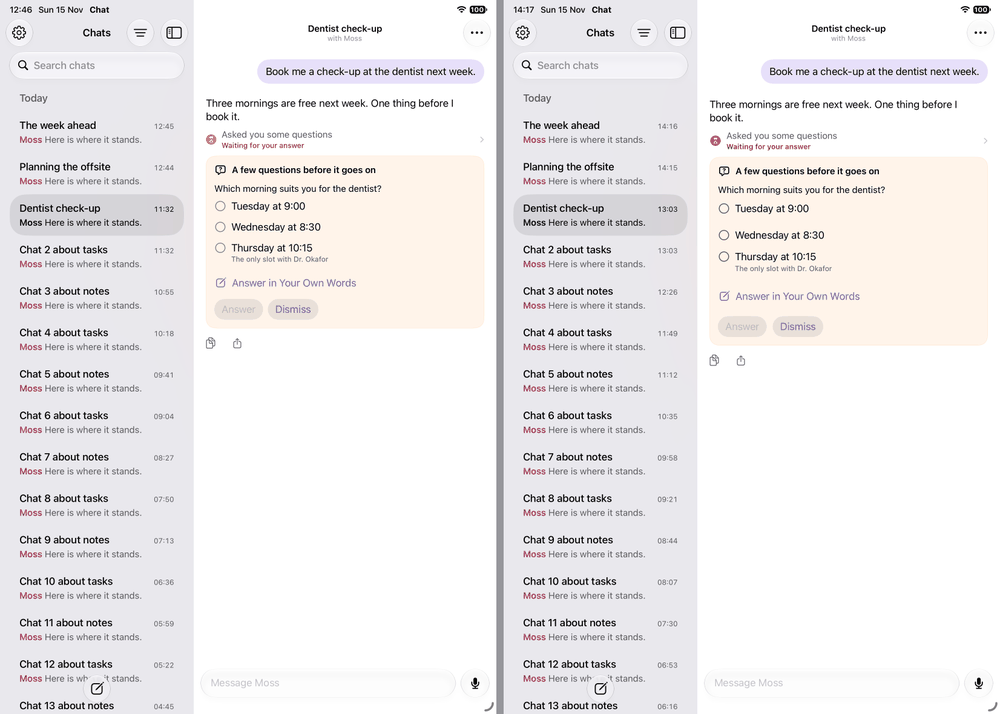 12:46 Sun 15 Nov Chat
100
Chats
Search chats
Today
The week ahead 12:45
Moss Here is where it stands.
Planning the offsite 12:44
Moss Here is where it stands.
Dentist check-up 11:32
Moss Here is where it stands.
Chat 2 about tasks 11:32
Moss Here is where it stands.
Chat 3 about notes 10:55
Moss Here is where it stands.
Chat 4 about tasks 10:18
Moss Here is where it stands.
Chat 5 about notes 09:41
Moss Here is where it stands.
Chat 6 about tasks 09:04
Moss Here is where it stands.
Chat 7 about notes 08:27
Moss Here is where it stands.
Chat 8 about tasks 07:50
Moss Here is where it stands.
Chat 9 about notes 07:13
Moss Here is where it stands.
Chat 10 about tasks 06:36
Moss Here is where it stands.
Chat 11 about notes 05:59
Moss Here is where it stands.
Chat 12 about tasks 05:22
Moss Here is it stands.
Chat 13 about notes 04:45
Dentist check-up
with Moss
Book me a check-up at the dentist next week.
Three mornings are free next week. One thing before I
book it.
Asked you some questions
Waiting for your answer
A few questions before it goes on
Which morning suits you for the dentist?
Tuesday at 9:00
Wednesday at 8:30
Thursday at 10:15
The only slot with Dr. Okafor
Answer in Your Own Words
Answer Dismiss
Message Moss
14:17 Sun 15 Nov Chat
100
Chats
Search chats
Today
The week ahead 14:16
Moss Here is where it stands.
Planning the offsite 14:15
Moss Here is where it stands.
Dentist check-up 13:03
Moss Here is where it stands.
Chat 2 about tasks 13:03
Moss Here is where it stands.
Chat 3 about notes 12:26
Moss Here is where it stands.
Chat 4 about tasks 11:49
Moss Here is where it stands.
Chat 5 about notes 11:12
Moss Here is where it stands.
Chat 6 about tasks 10:35
Moss Here is where it stands.
Chat 7 about notes 09:58
Moss Here is where it stands.
Chat 8 about tasks 09:21
Moss Here is where it stands.
Chat 9 about notes 08:44
Moss Here is where it stands.
Chat 10 about tasks 08:07
Moss Here is where it stands.
Chat 11 about notes 07:30
Moss Here is where it stands.
Chat 12 about tasks 06:53
Moss Here is it stands.
Chat 13 about notes 06:16
Dentist check-up
with Moss
Book me a check-up at the dentist next week.
Three mornings are free next week. One thing before I
book it.
Asked you some questions
Waiting for your answer
A few questions before it goes on
Which morning suits you for the dentist?
Tuesday at 9:00
Wednesday at 8:30
Thursday at 10:15
The only slot with Dr. Okafor
Answer in Your Own Words
Answer Dismiss
Message Moss